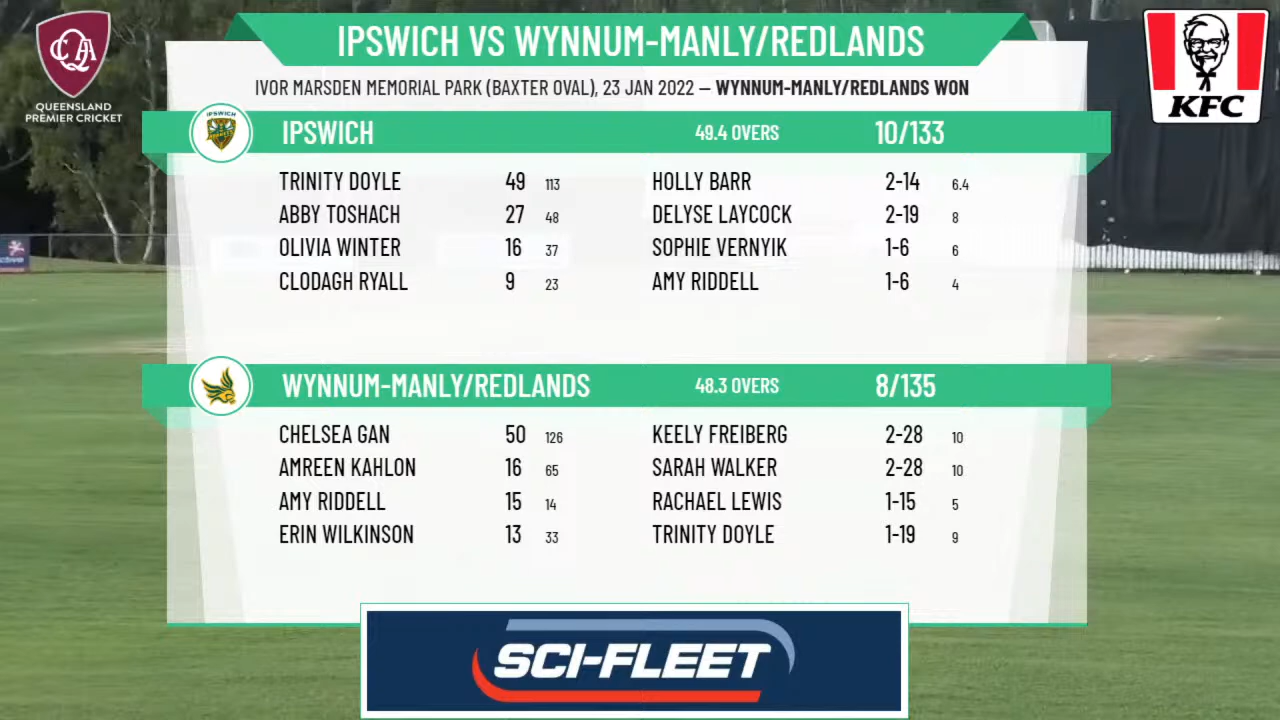 IPSWICH VS WYNNUM-MANLY/REDLANDS
CQA
QUEENSLAND
PREMIER CRICKET
KFC
IVOR MARSDEN MEMORIAL PARK (BAXTER OVAL), 23 JAN 2022 – WYNNUM-MANLY/REDLANDS WON
IPSWICH
IPSWICH 49.4 OVERS 10/133
TRINITY DOYLE 49 113 HOLLY BARR 2-14 6.4
ABBY TOSHACH 27 48 DELYSE LAYCOCK 2-19 8
OLIVIA WINTER 16 37 SOPHIE VERNYIK 1-6 6
CLODAGH RYALL 9 23 AMY RIDDELL 1-6 4
WYNNUM-MANLY/REDLANDS 48.3 OVERS 8/135
CHELSEA GAN 50 126 KEELY FREIBERG 2-28 10
AMREEN KAHLON 16 65 SARAH WALKER 2-28 10
AMY RIDDELL 15 14 RACHAEL LEWIS 1-15 5
ERIN WILKINSON 13 33 TRINITY DOYLE 1-19 9
SCI-FLEET